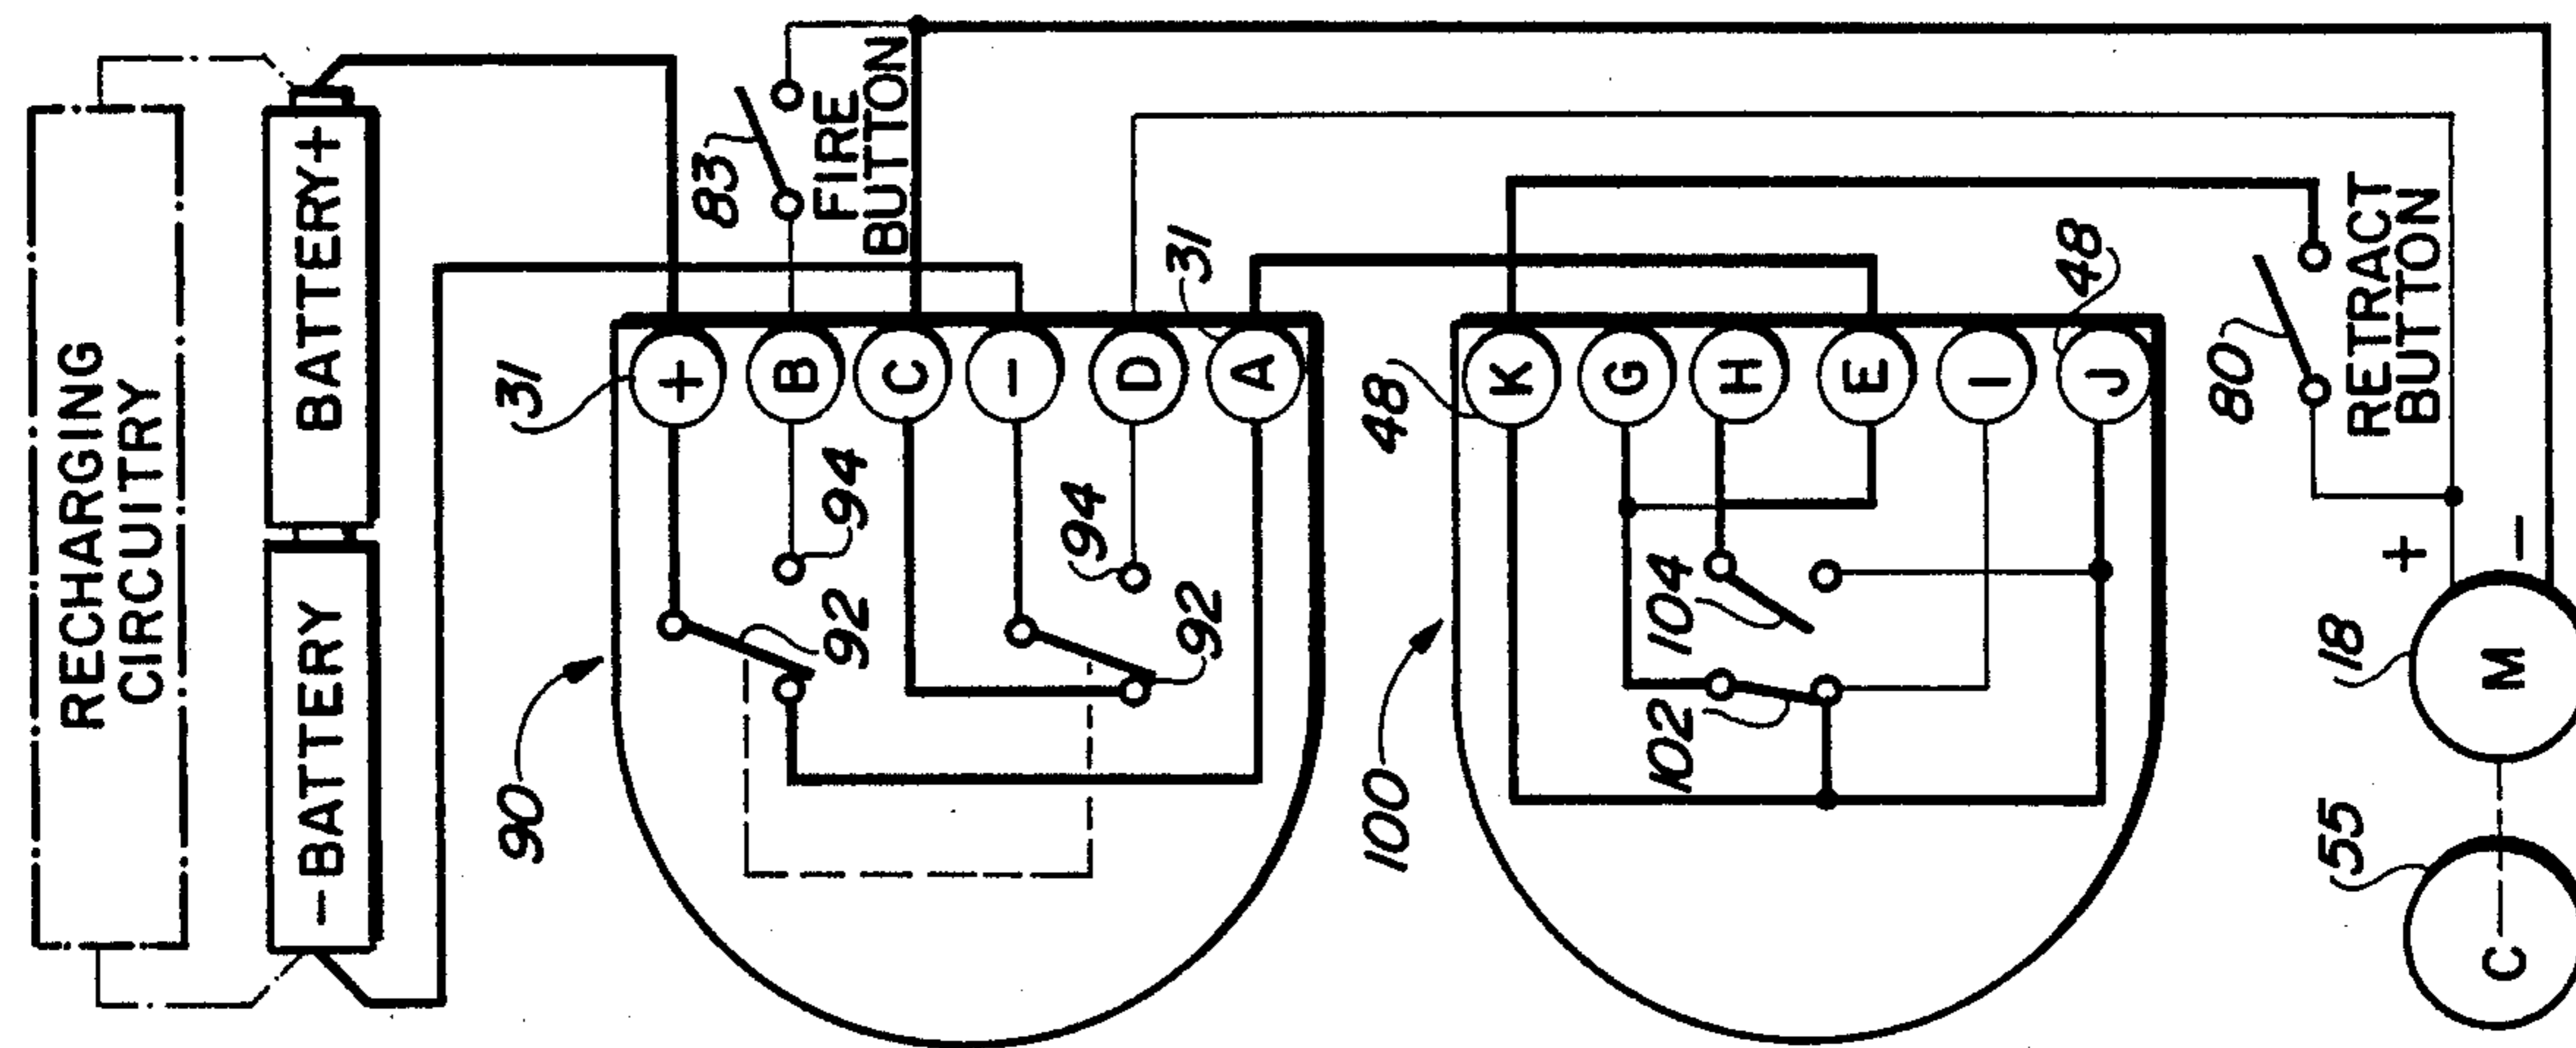 RECHARGING
CIRCUITRY
BATTERY+
-BATTERY
83
FIRE
BUTTON
31
31
+
B
C
-
D
A
94
94
92
92
90
48
48
K
G
H
E
I
J
104
102
100
80
RETRACT
BUTTON
+
-
18
M
55
C